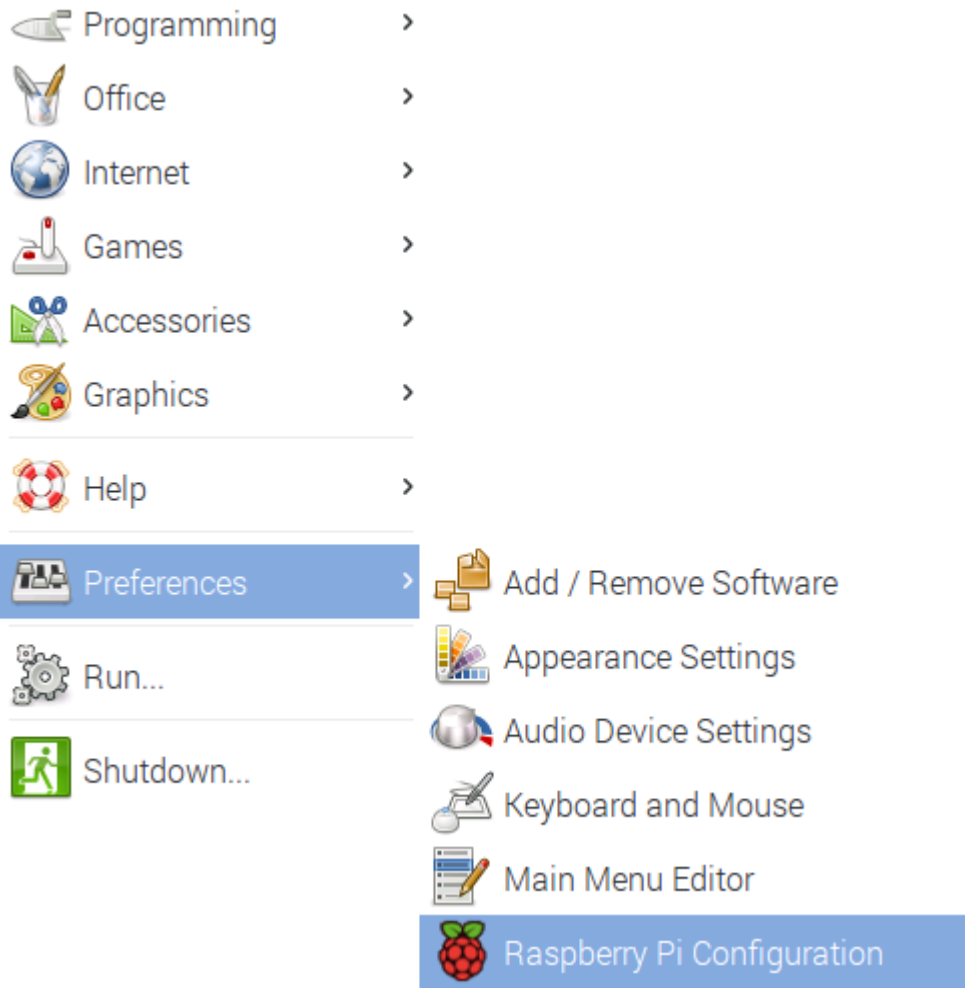 Programming
Office
Internet
Games
Accessories
Graphics
Help
Preferences
Add / Remove Software
Appearance Settings
Audio Device Settings
Keyboard and Mouse
Main Menu Editor
Raspberry Pi Configuration
Run...
Shutdown...